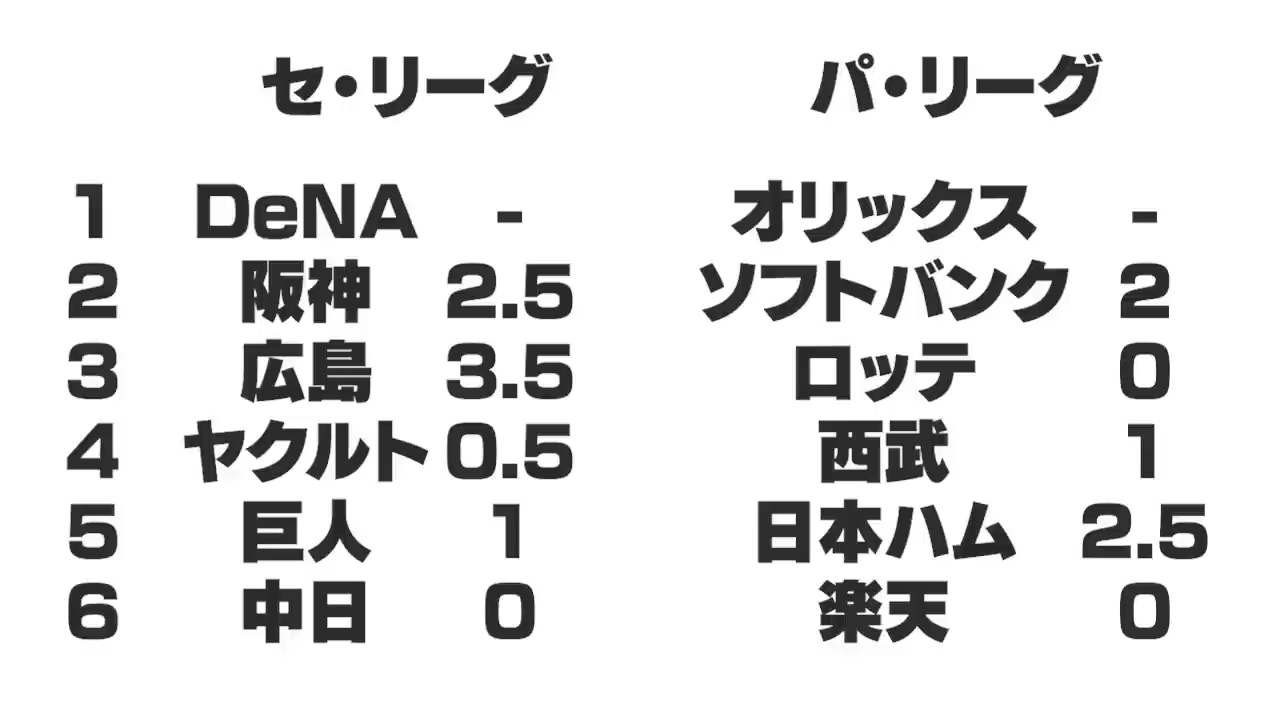 セ・リーグ パ・リーグ
1 DeNA - オリックス -
2 阪神 2.5 ソフトバンク 2
3 広島 3.5 ロッテ 0
4 ヤクルト 0.5 西武 1
5 巨人 1 日本ハム 2.5
6 中日 0 楽天 0